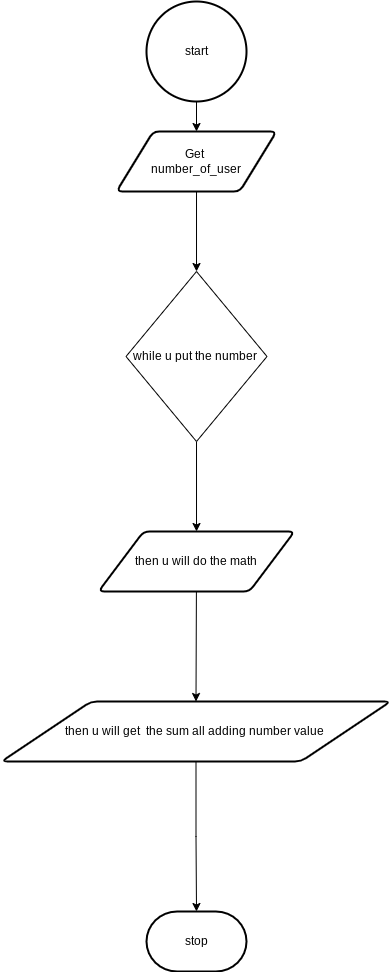 start
Get
number_of_user
while u put the number
then u will do the math
then u will get  the sum all adding number value
stop